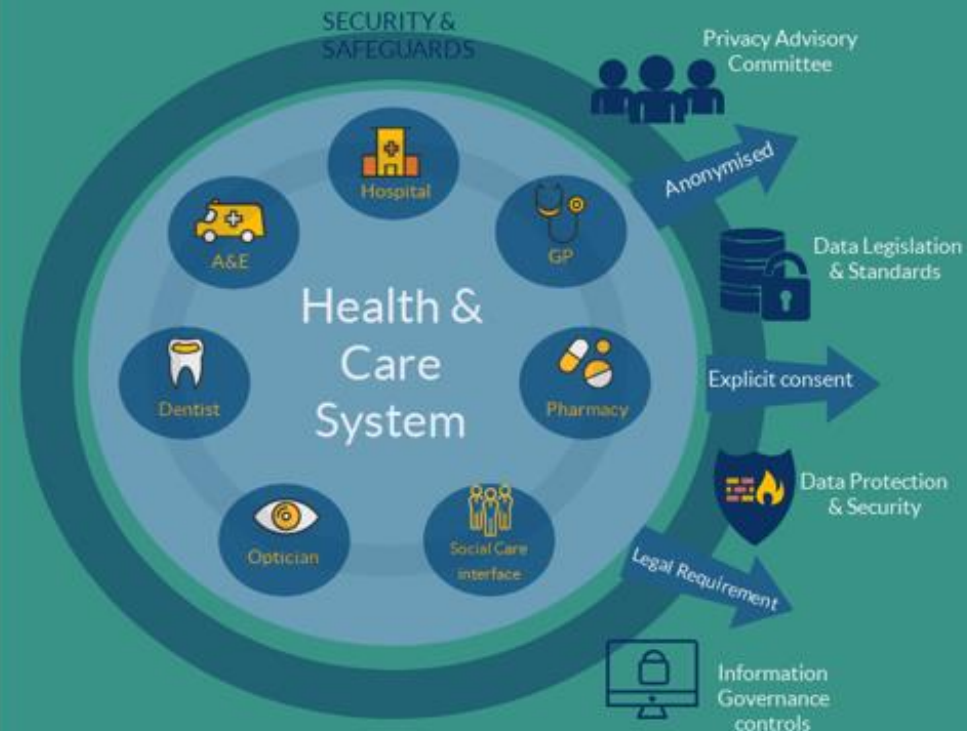 SECURITY &
SAFEGUARDS
Privacy Advisory
Committee
Hospital
Anonymised
A&E
GP
Data Legislation
& Standards
Health &
Care
System
Explicit consent
Dentist
Pharmacy
Data Protection
& Security
Optician
Social Care
interface
Legal Requirement
Information
Governance
controls